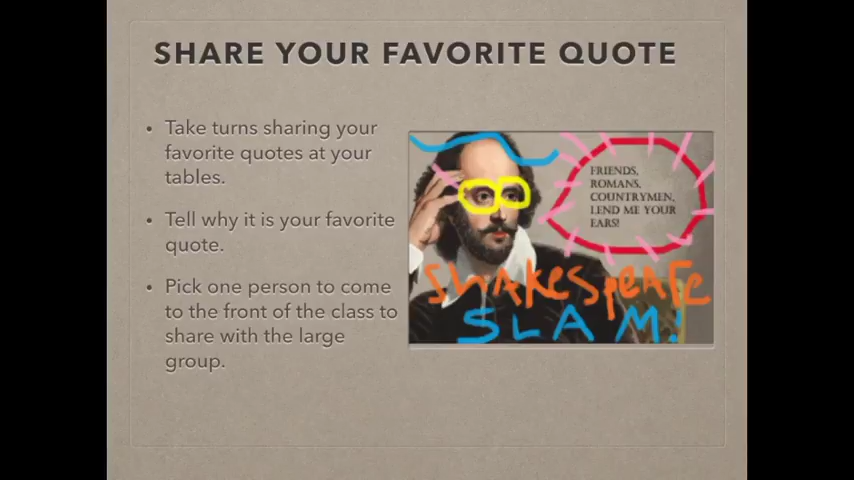 SHARE YOUR FAVORITE QUOTE
• Take turns sharing your
favorite quotes at your
tables.
• Tell why it is your favorite
quote.
• Pick one person to come
to the front of the class to
share with the large
group.
FRIENDS,
ROMANS,
COUNTRYMEN,
LEND ME YOUR
EARS!
SHAKESPEARE
SLAM!